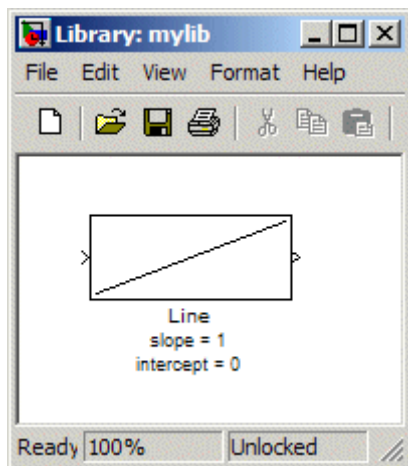 Library: mylib
File Edit View Format Help
Line
slope = 1
intercept = 0
Ready 100% Unlocked